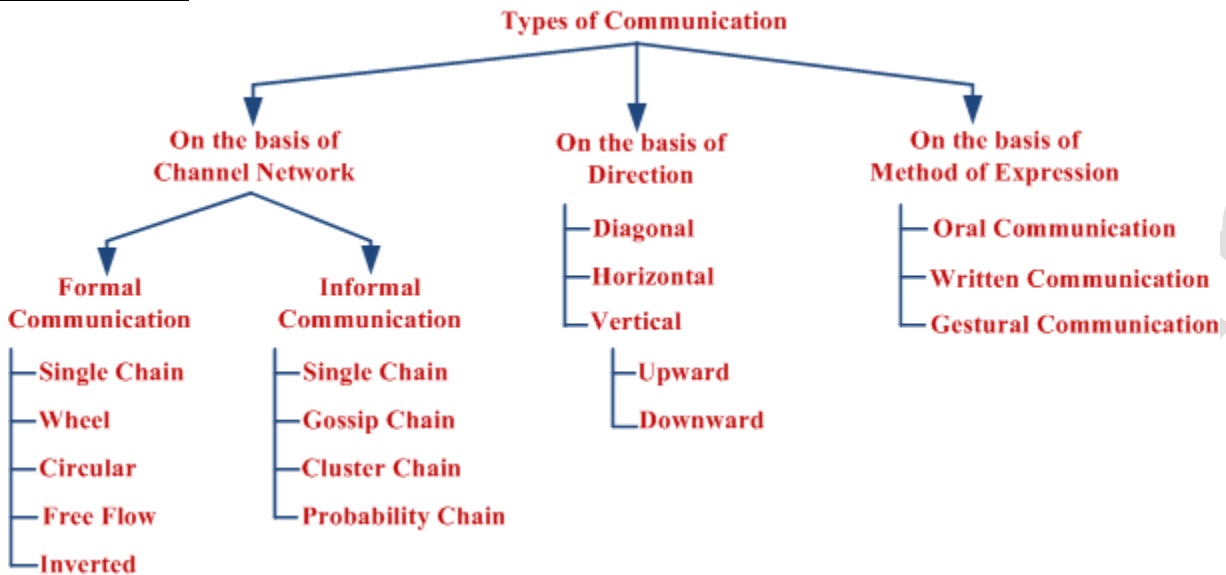 Types of Communication
On the basis of
Channel Network
Formal
Communication
Single Chain
Wheel
Circular
Free Flow
Inverted
Informal
Communication
Single Chain
Gossip Chain
Cluster Chain
Probability Chain
On the basis of
Direction
Diagonal
Horizontal
Vertical
Upward
Downward
On the basis of
Method of Expression
Oral Communication
Written Communication
Gestural Communication